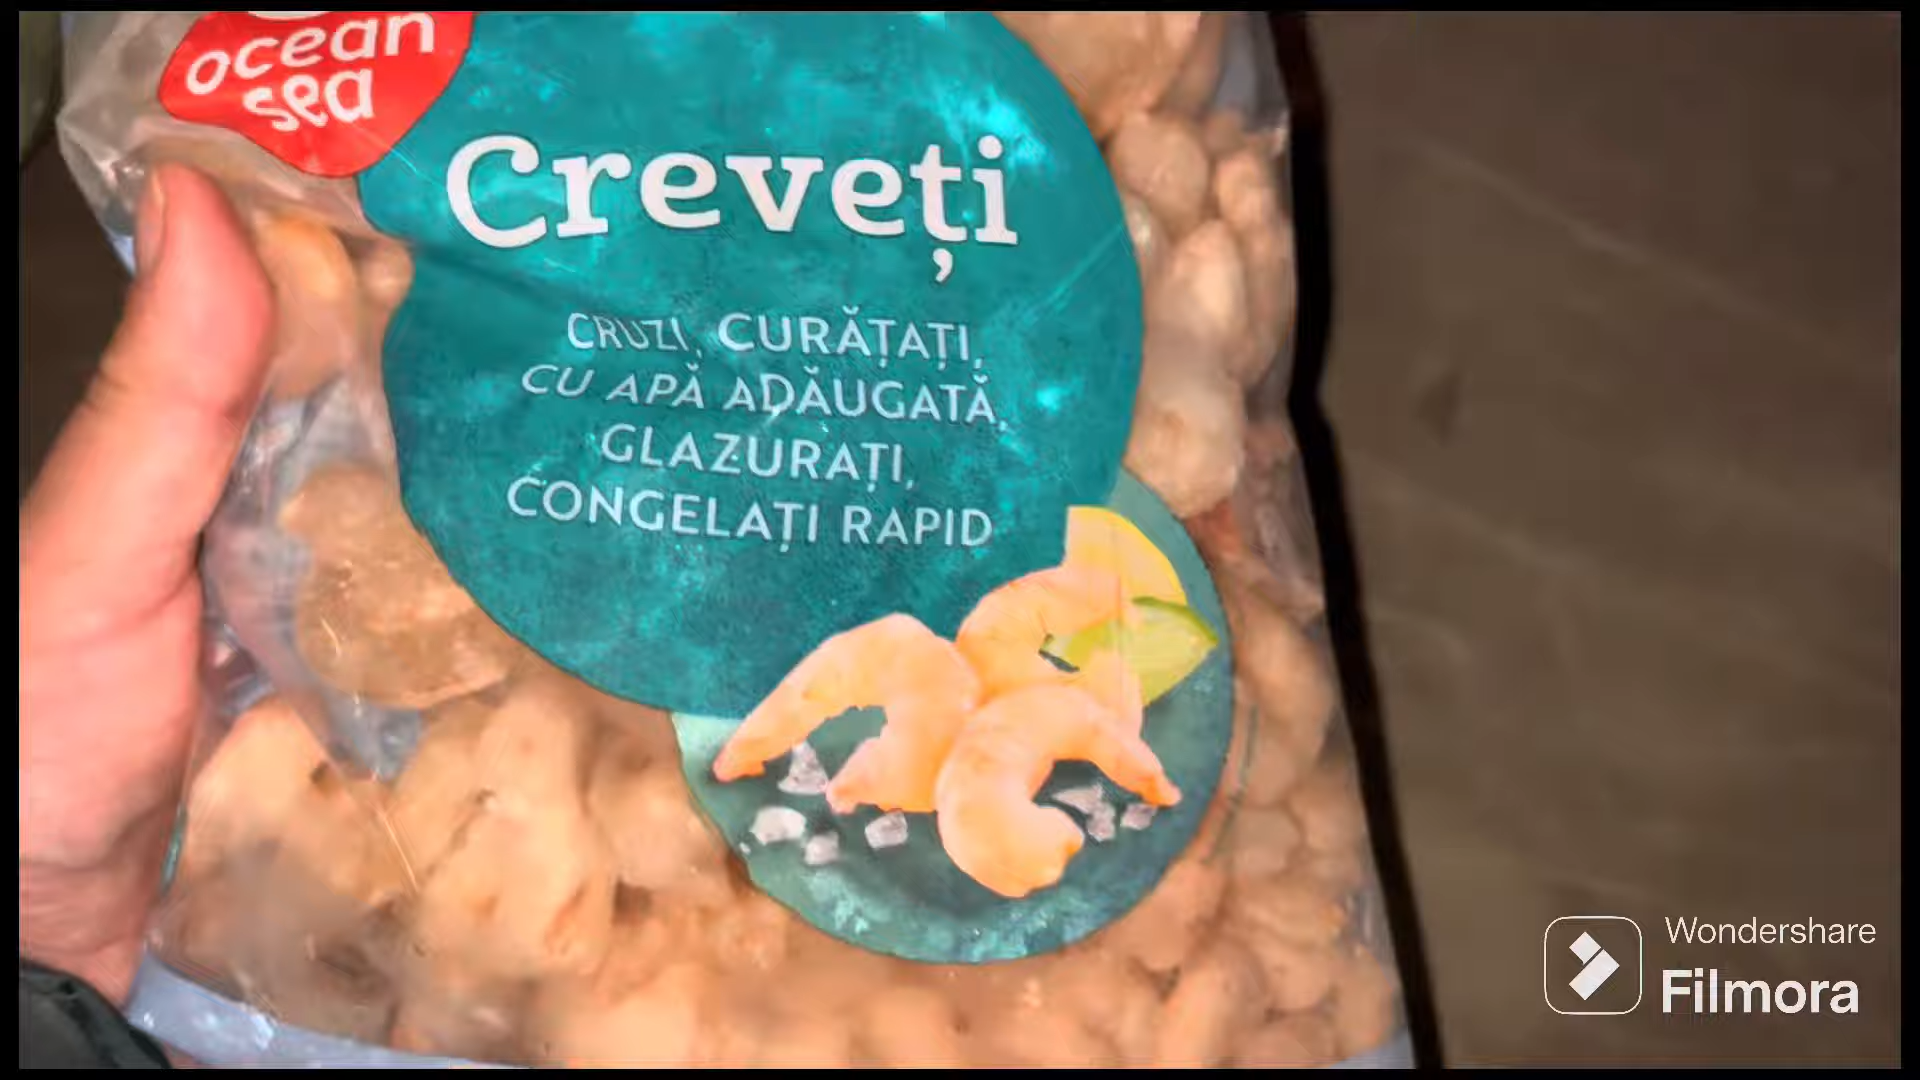 ocean
sea
Creveți
CRUZI, CURĂȚAȚI,
CU APĂ ADĂUGATĂ,
GLAZURAȚI,
CONGELAȚI RAPID
Wondershare
Filmora